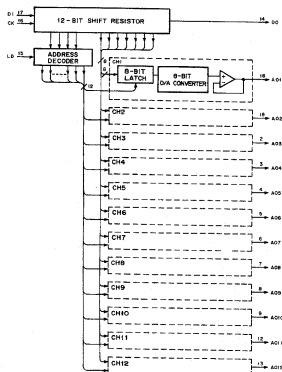 DI 17
CK 16
12-BIT SHIFT RESISTOR
14 DO
LD 15
ADDRESS DECODER
8
8
12
CH1
8-BIT LATCH
8-BIT D/A CONVERTER
18 AO1
CH2
19 AO2
CH3
2 AO3
CH4
3 AO4
CH5
4 AO5
CH6
5 AO6
CH7
6 AO7
CH8
7 AO8
CH9
8 AO9
CH10
9 AO10
CH11
12 AO11
CH12
13 AO12